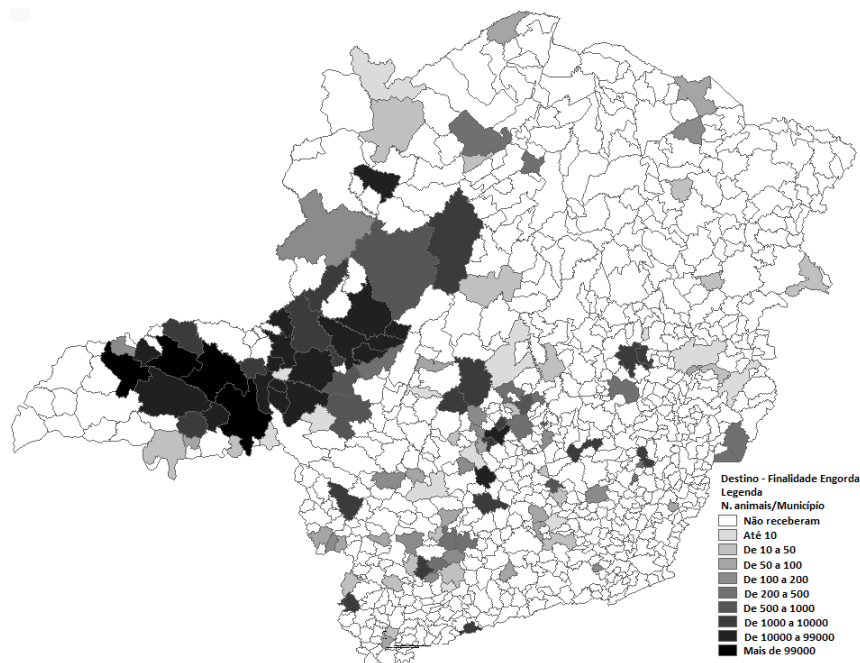 Destino - Finalidade Engorda
Legenda
N. animais/Município
Não receberam
Até 10
De 10 a 50
De 50 a 100
De 100 a 200
De 200 a 500
De 500 a 1000
De 1000 a 10000
De 10000 a 99000
Mais de 99000